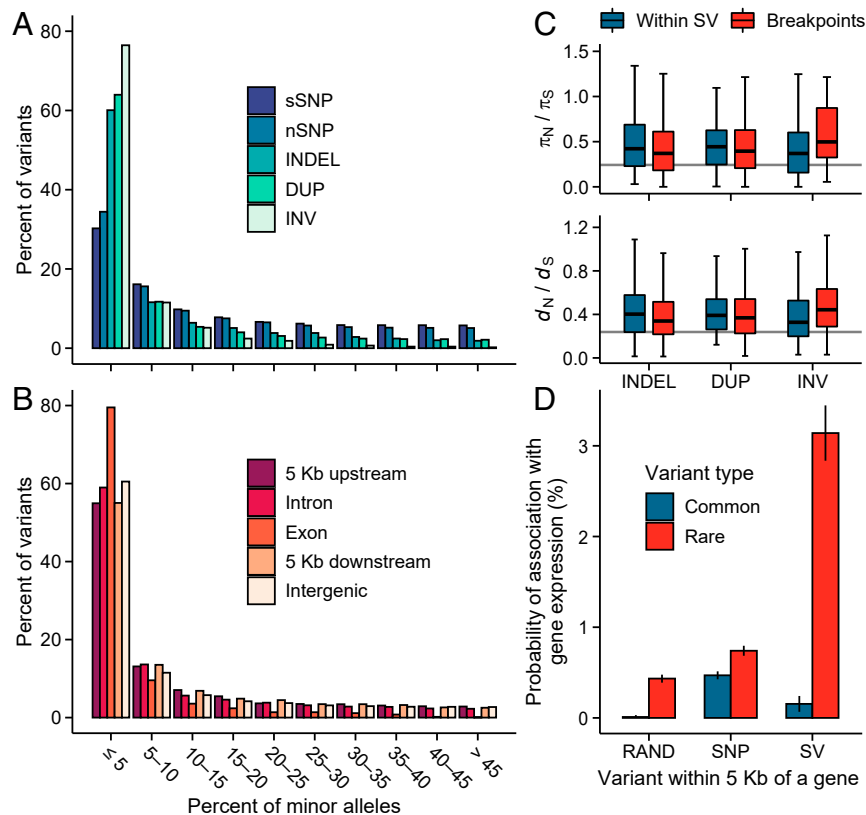 A
Percent of variants
80
60
40
20
0
sSNP
nSNP
INDEL
DUP
INV
B
Percent of variants
80
60
40
20
0
5 Kb upstream
Intron
Exon
5 Kb downstream
Intergenic
≤ 5
5–10
10–15
15–20
20–25
25–30
30–35
35–40
40–45
> 45
Percent of minor alleles
C
Within SV
Breakpoints
πN / πS
1.5
1.0
0.5
0.0
dN / dS
1.2
0.8
0.4
0.0
INDEL
DUP
INV
D
Probability of association with
gene expression (%)
3
2
1
0
Variant type
Common
Rare
RAND
SNP
SV
Variant within 5 Kb of a gene